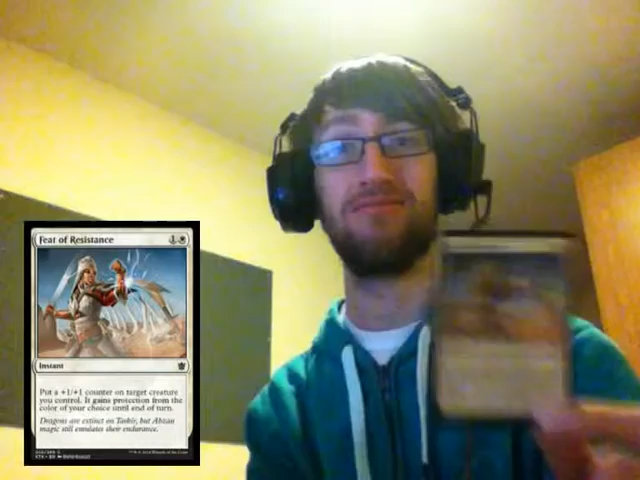 Feat of Resistance
Instant
Put a +1/+1 counter on target creature
you control. It gains protection from the
color of your choice until end of turn.
Dragons are extinct on Tarkir, but Abzan
magic still emulates their endurance.